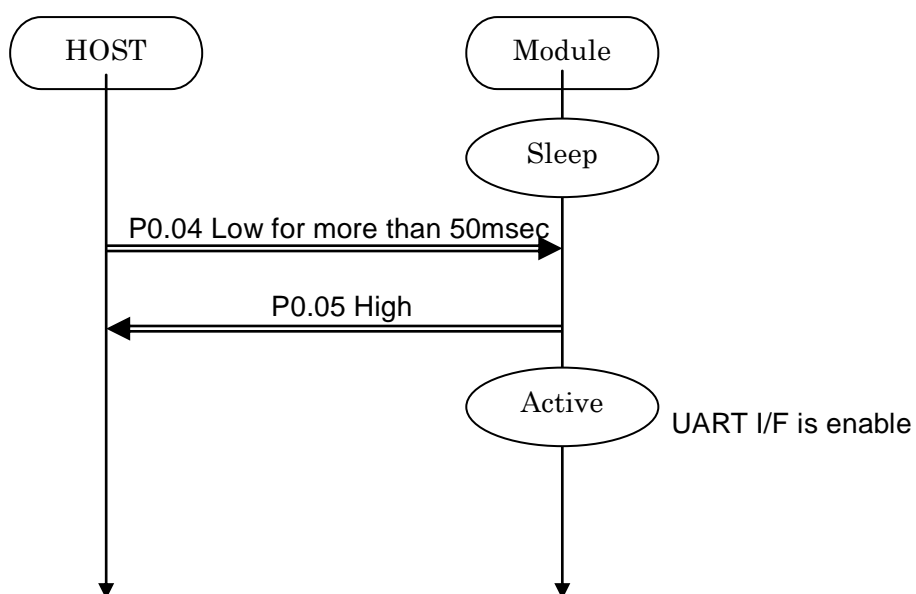 HOST
Module
Sleep
P0.04 Low for more than 50msec
P0.05 High
Active
UART I/F is enable